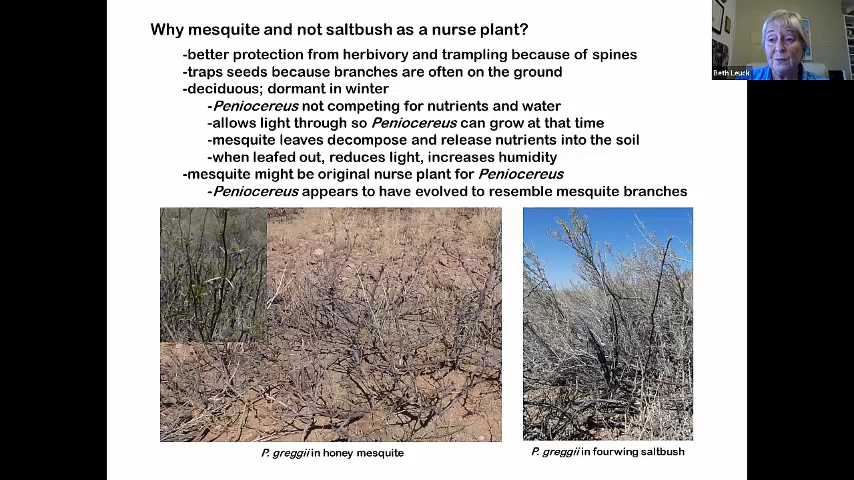 Why mesquite and not saltbush as a nurse plant?
-better protection from herbivory and trampling because of spines
-traps seeds because branches are often on the ground
-deciduous; dormant in winter
-Peniocereus not competing for nutrients and water
-allows light through so Peniocereus can grow at that time
-mesquite leaves decompose and release nutrients into the soil
-when leafed out, reduces light, increases humidity
-mesquite might be original nurse plant for Peniocereus
-Peniocereus appears to have evolved to resemble mesquite branches
P. greggii in honey mesquite
P. greggii in fourwing saltbush
Beth Leuck